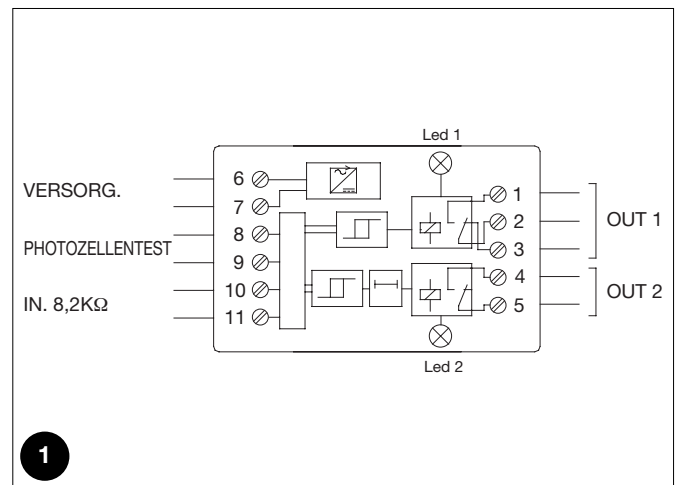 Led 1
VERSORG.
6
7
PHOTOZELLENTEST
8
9
IN. 8,2KΩ
10
11
1
2
3
OUT 1
4
5
OUT 2
Led 2
1